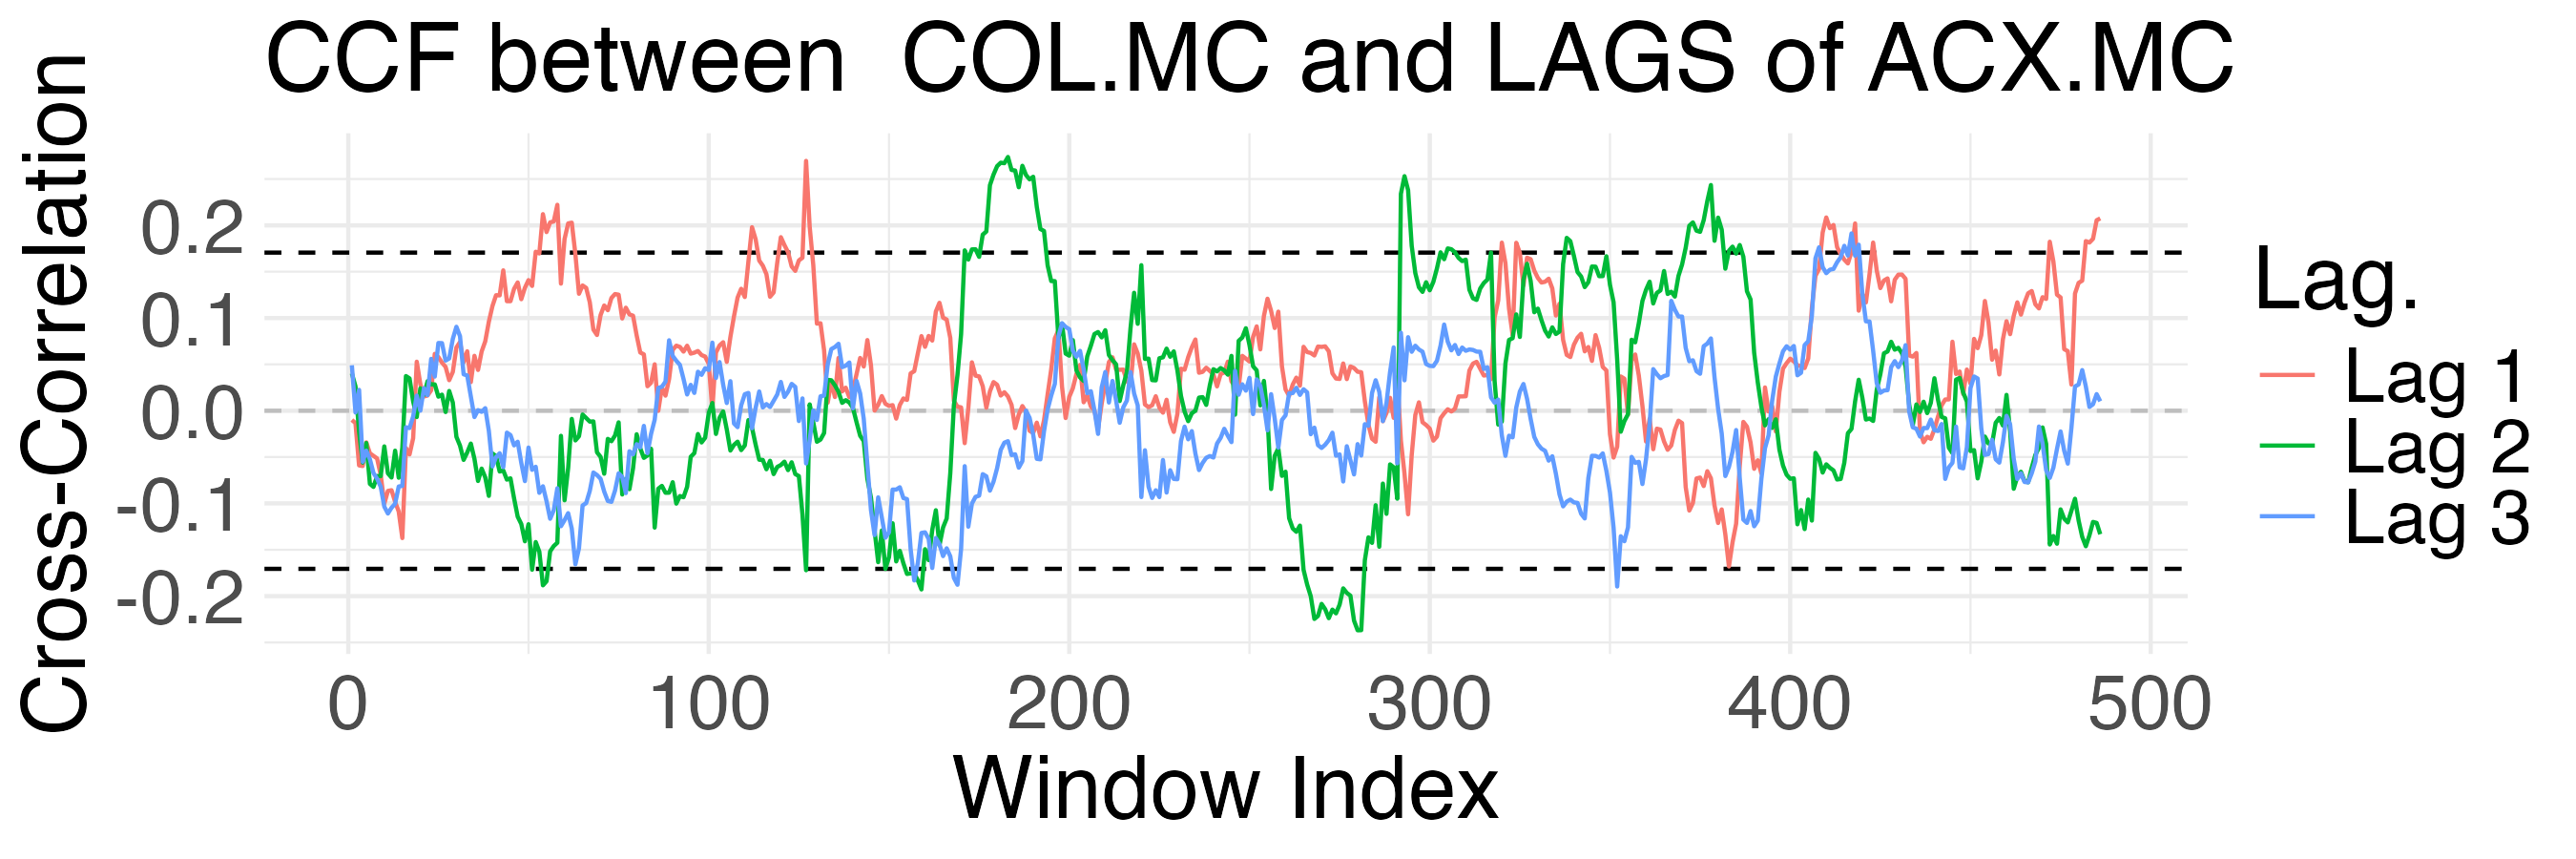 CCF between  COL.MC and LAGS of ACX.MC
Cross-Correlation
0.2
0.1
0.0
-0.1
-0.2
0 100 200 300 400 500
Window Index
Lag.
Lag 1
Lag 2
Lag 3